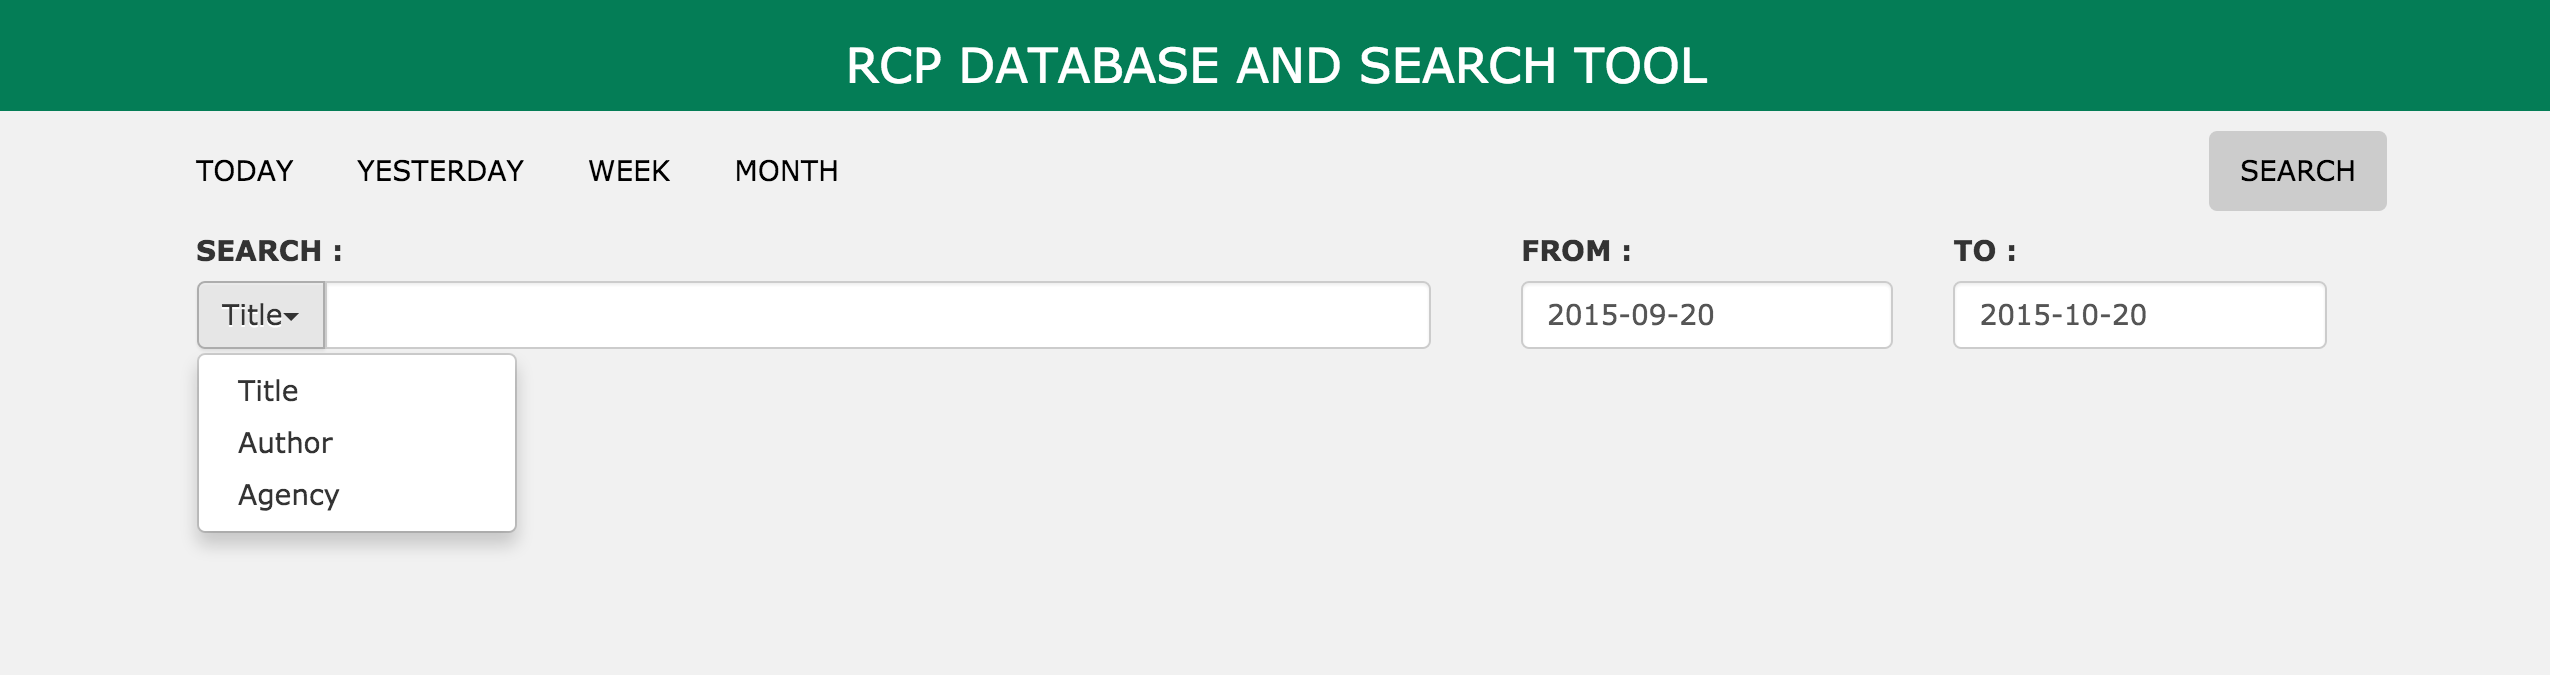 RCP DATABASE AND SEARCH TOOL
TODAY YESTERDAY WEEK MONTH SEARCH
SEARCH : FROM : TO :
Title 2015-09-20 2015-10-20
Title
Author
Agency